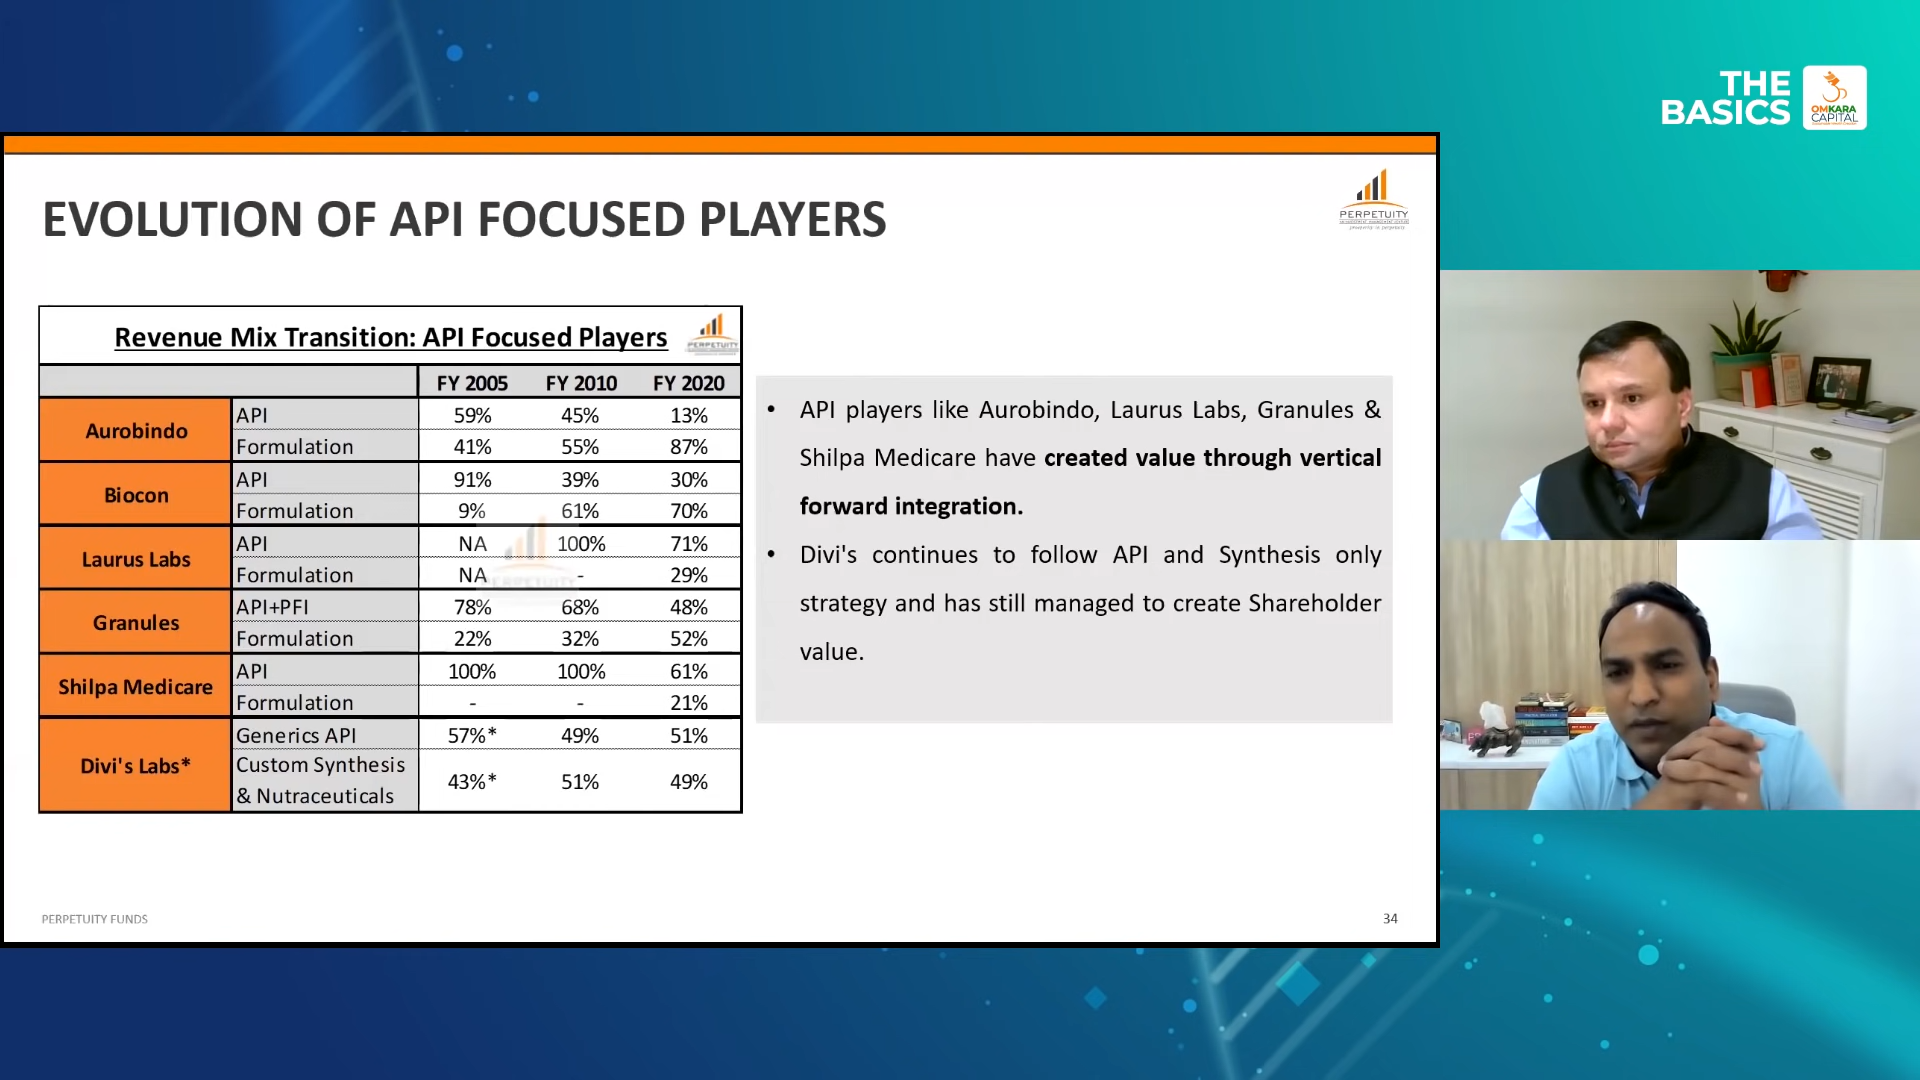 THE
BASICS
OMKARA
CAPITAL
EVOLUTION OF API FOCUSED PLAYERS
PERPETUITY
Revenue Mix Transition: API Focused Players
PERPETUITY
FY 2005 FY 2010 FY 2020
Aurobindo API 59% 45% 13%
Formulation 41% 55% 87%
Biocon API 91% 39% 30%
Formulation 9% 61% 70%
Laurus Labs API NA 100% 71%
Formulation NA - 29%
PERPETUITY
Granules API+PFI 78% 68% 48%
Formulation 22% 32% 52%
Shilpa Medicare API 100% 100% 61%
Formulation - - 21%
Divi's Labs* Generics API 57%* 49% 51%
Custom Synthesis
& Nutraceuticals 43%* 51% 49%
• API players like Aurobindo, Laurus Labs, Granules &
Shilpa Medicare have created value through vertical
forward integration.
• Divi's continues to follow API and Synthesis only
strategy and has still managed to create Shareholder
value.
PERPETUITY FUNDS
34